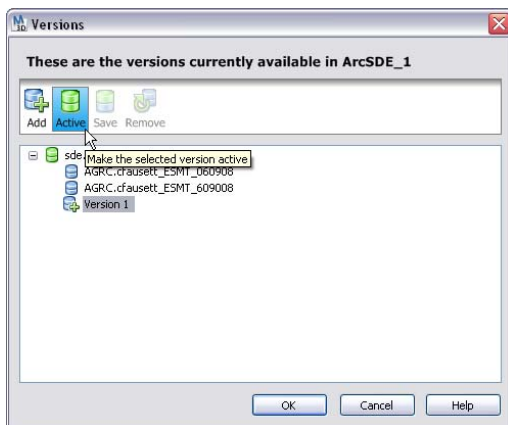 Versions
These are the versions currently available in ArcSDE_1
Add Active Save Remove
sde.
Make the selected version active
AGRC.cfausett_ESMT_060908
AGRC.cfausett_ESMT_609008
Version 1
OK Cancel Help